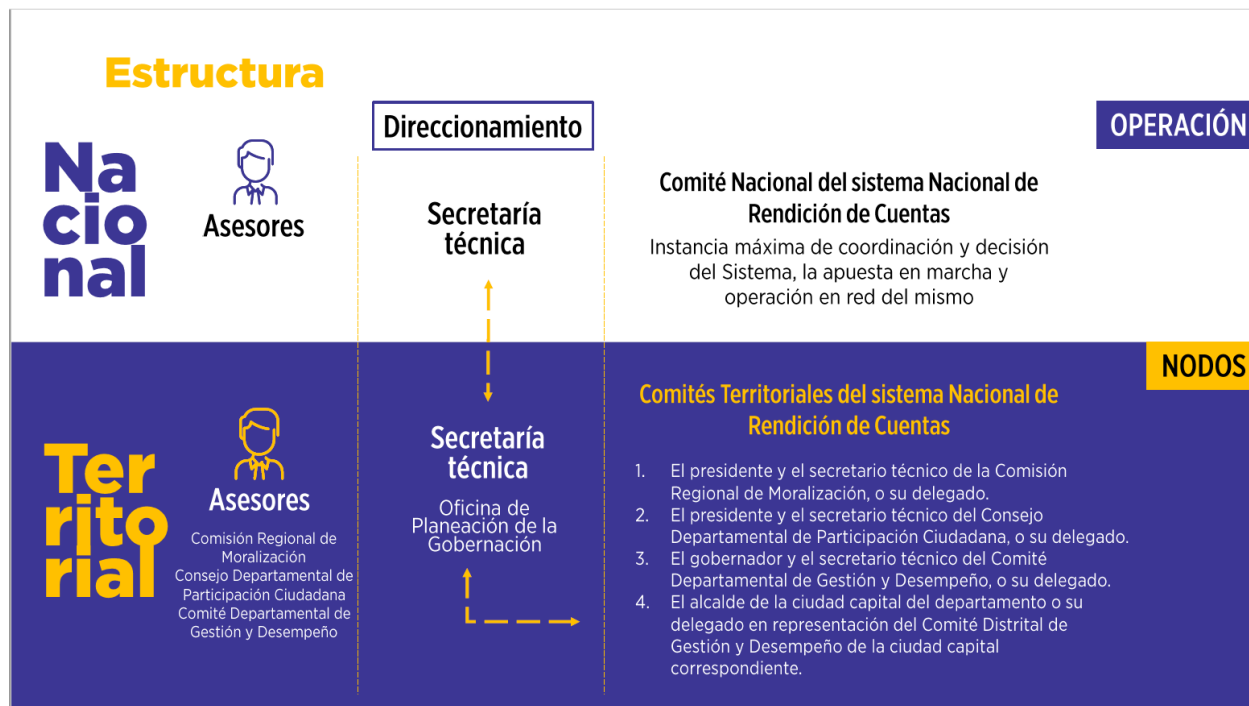 Estructura
Direccionamiento
OPERACIÓN
Na
cio
nal
Asesores
Secretaría
técnica
Comité Nacional del sistema Nacional de
Rendición de Cuentas
Instancia máxima de coordinación y decisión
del Sistema, la apuesta en marcha y
operación en red del mismo
NODOS
Ter
rito
rial
Asesores
Comisión Regional de
Moralización
Consejo Departamental de
Participación Ciudadana
Comité Departamental de
Gestión y Desempeño
Secretaría
técnica
Oficina de
Planeación de la
Gobernación
Comités Territoriales del sistema Nacional de
Rendición de Cuentas
1. El presidente y el secretario técnico de la Comisión
Regional de Moralización, o su delegado.
2. El presidente y el secretario técnico del Consejo
Departamental de Participación Ciudadana, o su delegado.
3. El gobernador y el secretario técnico del Comité
Departamental de Gestión y Desempeño, o su delegado.
4. El alcalde de la ciudad capital del departamento o su
delegado en representación del Comité Distrital de
Gestión y Desempeño de la ciudad capital
correspondiente.